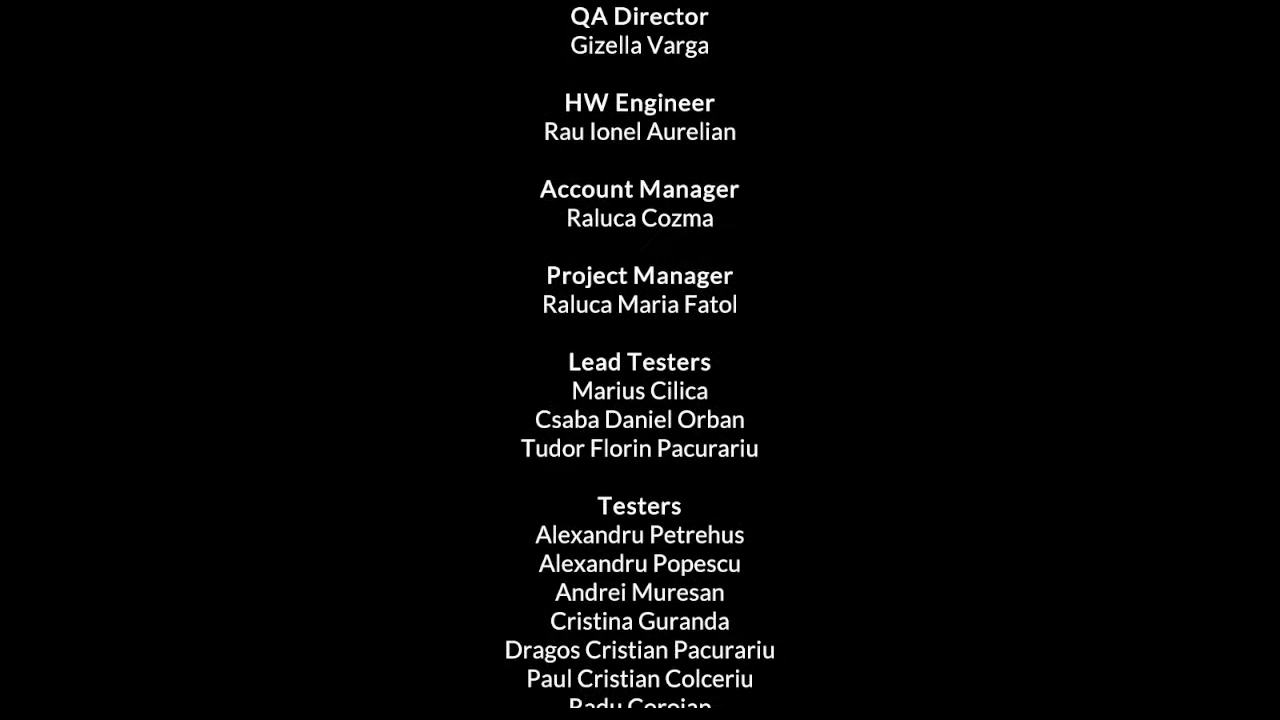 QA Director
Gizella Varga
HW Engineer
Rau Ionel Aurelian
Account Manager
Raluca Cozma
Project Manager
Raluca Maria Fatol
Lead Testers
Marius Cilica
Csaba Daniel Orban
Tudor Florin Pacurariu
Testers
Alexandru Petrehus
Alexandru Popescu
Andrei Muresan
Cristina Guranda
Dragos Cristian Pacurariu
Paul Cristian Colceriu
Radu